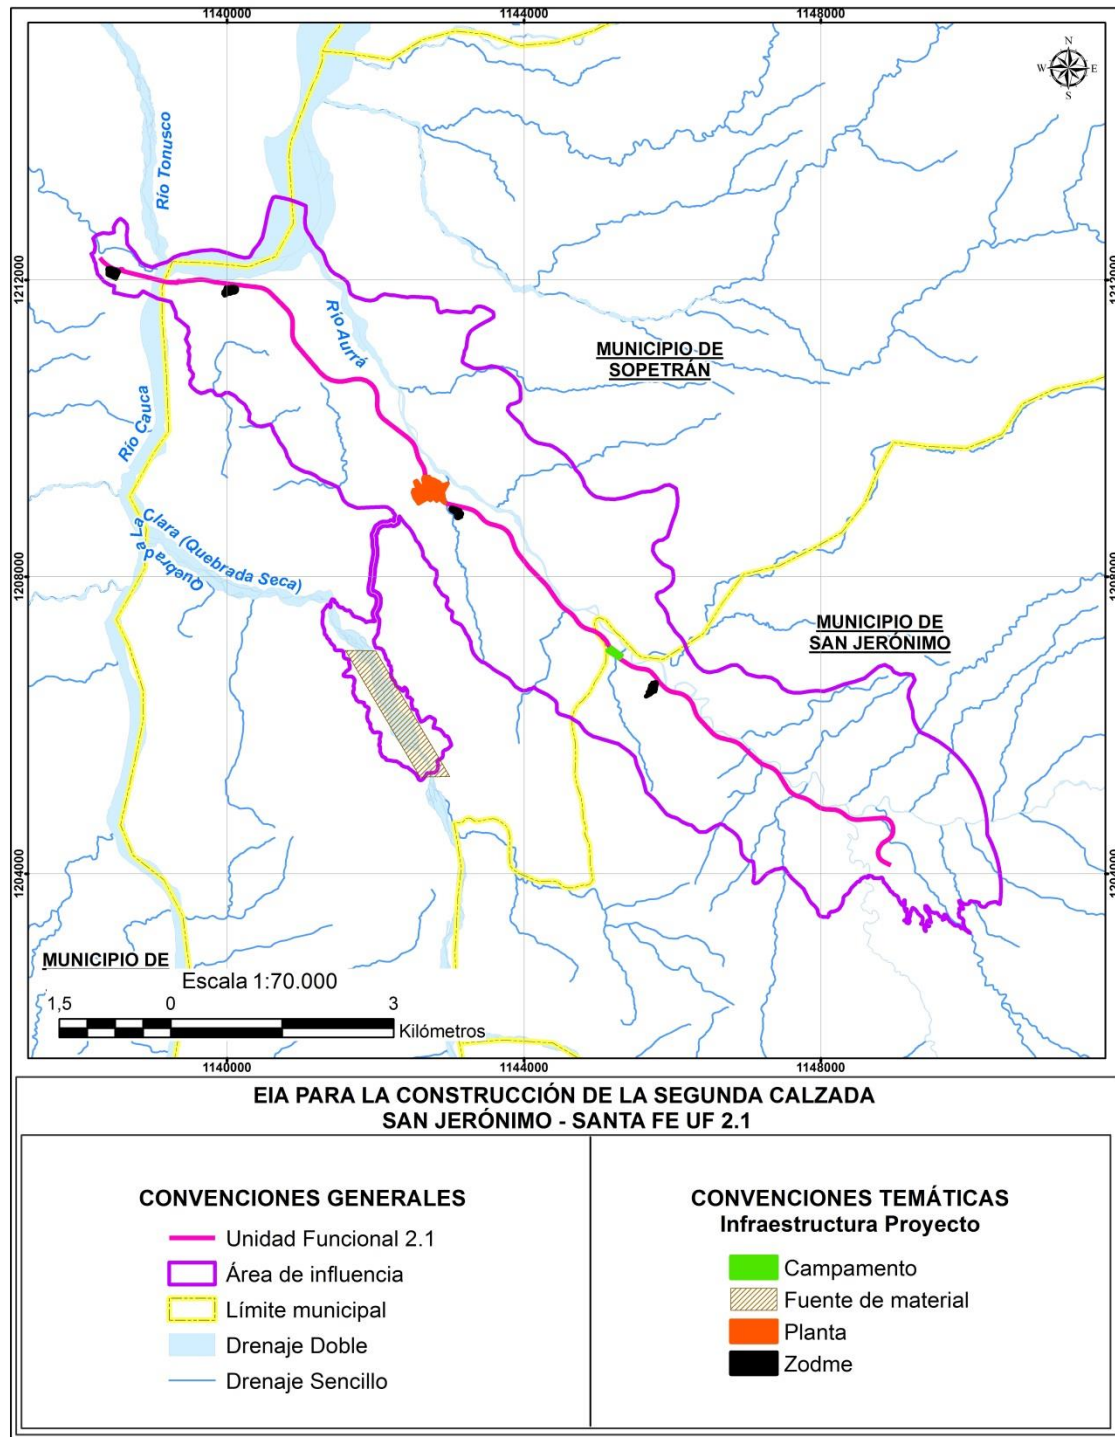 1140000
1144000
1148000
N
W
E
S
Río Tonusco
1212000
1212000
Río Aurrá
MUNICIPIO DE
SOPETRÁN
Río Cauca
Quebrada La Clara (Quebrada Seca)
1208000
1208000
MUNICIPIO DE
SAN JERÓNIMO
1204000
1204000
MUNICIPIO DE
Escala 1:70.000
1,5 0 3
Kilómetros
1140000
1144000
1148000
EIA PARA LA CONSTRUCCIÓN DE LA SEGUNDA CALZADA
SAN JERÓNIMO - SANTA FE UF 2.1
CONVENCIONES GENERALES
Unidad Funcional 2.1
Área de influencia
Límite municipal
Drenaje Doble
Drenaje Sencillo
CONVENCIONES TEMÁTICAS
Infraestructura Proyecto
Campamento
Fuente de material
Planta
Zodme